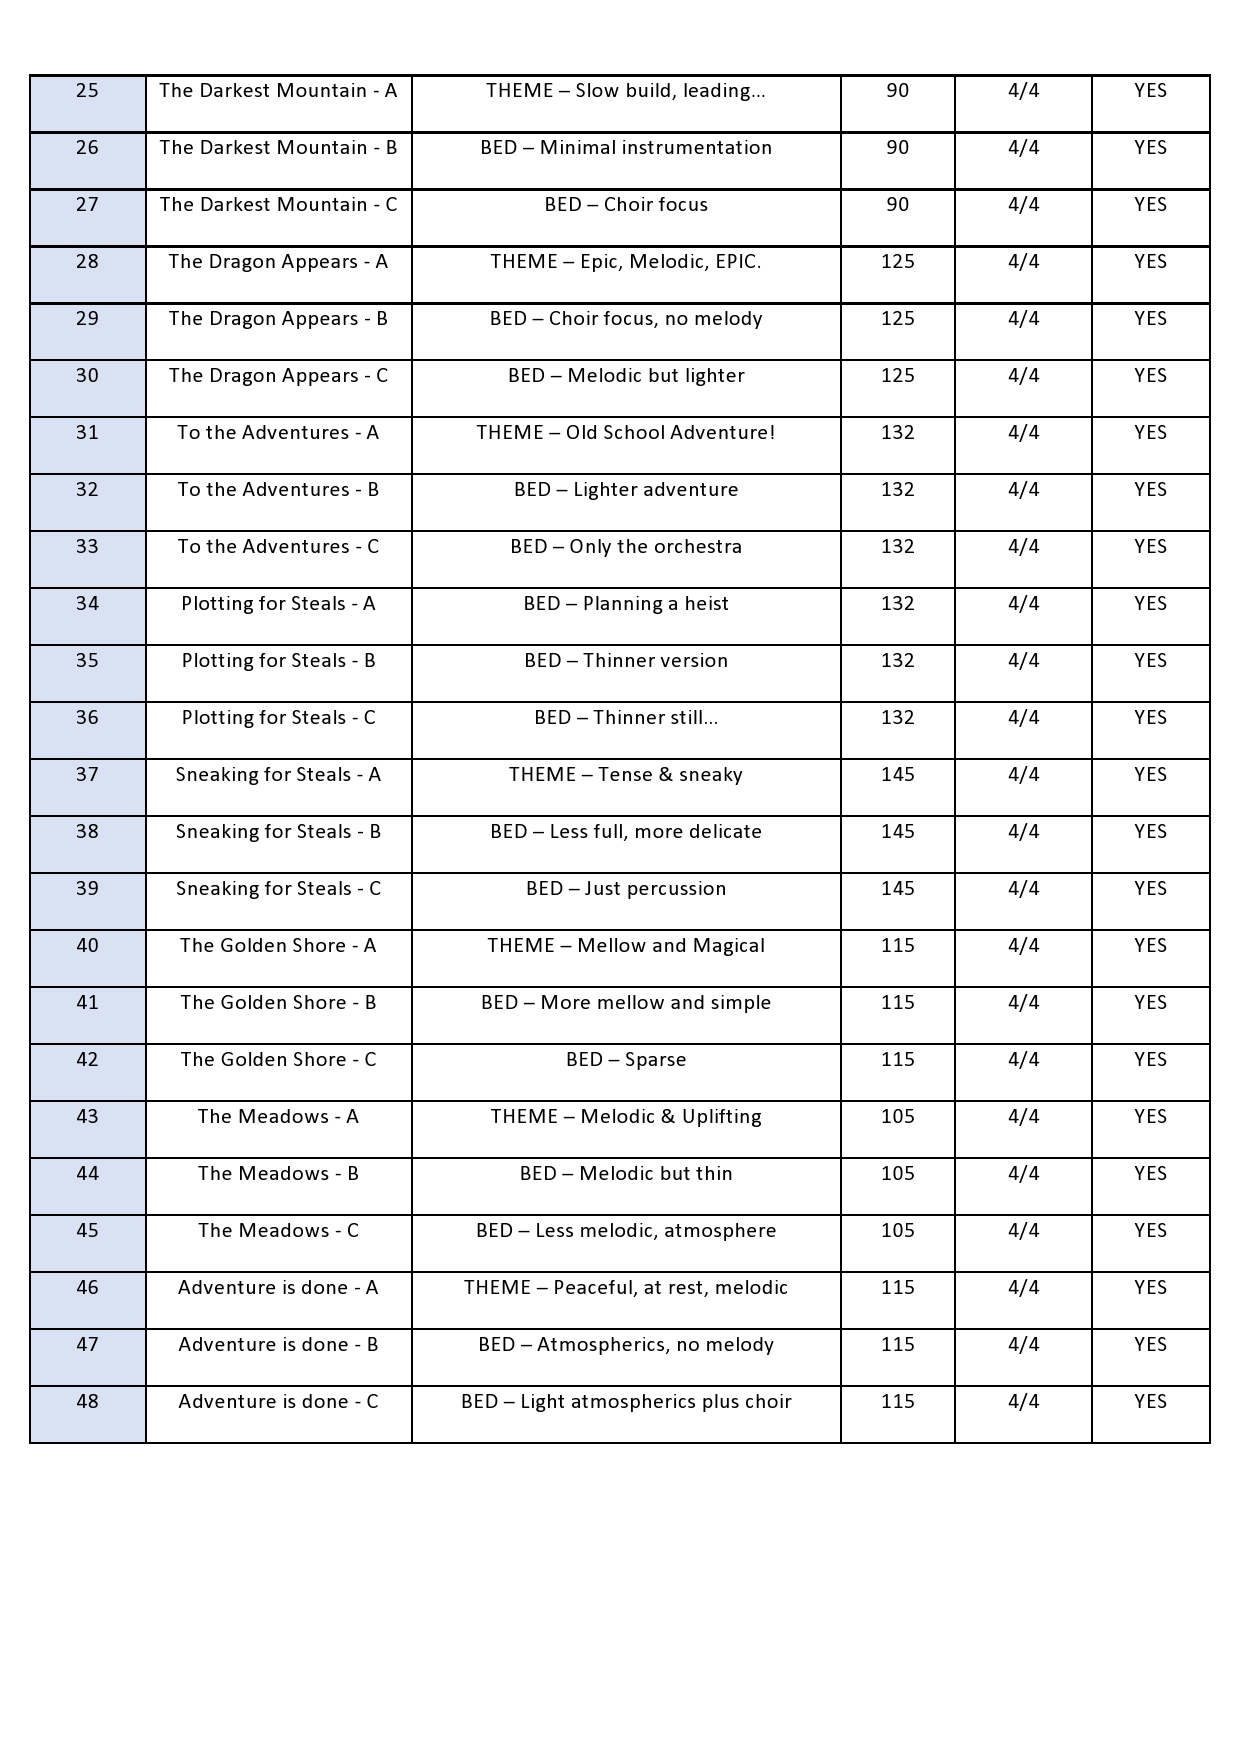 25 The Darkest Mountain - A THEME – Slow build, leading... 90 4/4 YES
26 The Darkest Mountain - B BED – Minimal instrumentation 90 4/4 YES
27 The Darkest Mountain - C BED – Choir focus 90 4/4 YES
28 The Dragon Appears - A THEME – Epic, Melodic, EPIC. 125 4/4 YES
29 The Dragon Appears - B BED – Choir focus, no melody 125 4/4 YES
30 The Dragon Appears - C BED – Melodic but lighter 125 4/4 YES
31 To the Adventures - A THEME – Old School Adventure! 132 4/4 YES
32 To the Adventures - B BED – Lighter adventure 132 4/4 YES
33 To the Adventures - C BED – Only the orchestra 132 4/4 YES
34 Plotting for Steals - A BED – Planning a heist 132 4/4 YES
35 Plotting for Steals - B BED – Thinner version 132 4/4 YES
36 Plotting for Steals - C BED – Thinner still... 132 4/4 YES
37 Sneaking for Steals - A THEME – Tense & sneaky 145 4/4 YES
38 Sneaking for Steals - B BED – Less full, more delicate 145 4/4 YES
39 Sneaking for Steals - C BED – Just percussion 145 4/4 YES
40 The Golden Shore - A THEME – Mellow and Magical 115 4/4 YES
41 The Golden Shore - B BED – More mellow and simple 115 4/4 YES
42 The Golden Shore - C BED – Sparse 115 4/4 YES
43 The Meadows - A THEME – Melodic & Uplifting 105 4/4 YES
44 The Meadows - B BED – Melodic but thin 105 4/4 YES
45 The Meadows - C BED – Less melodic, atmosphere 105 4/4 YES
46 Adventure is done - A THEME – Peaceful, at rest, melodic 115 4/4 YES
47 Adventure is done - B BED – Atmospherics, no melody 115 4/4 YES
48 Adventure is done - C BED – Light atmospherics plus choir 115 4/4 YES